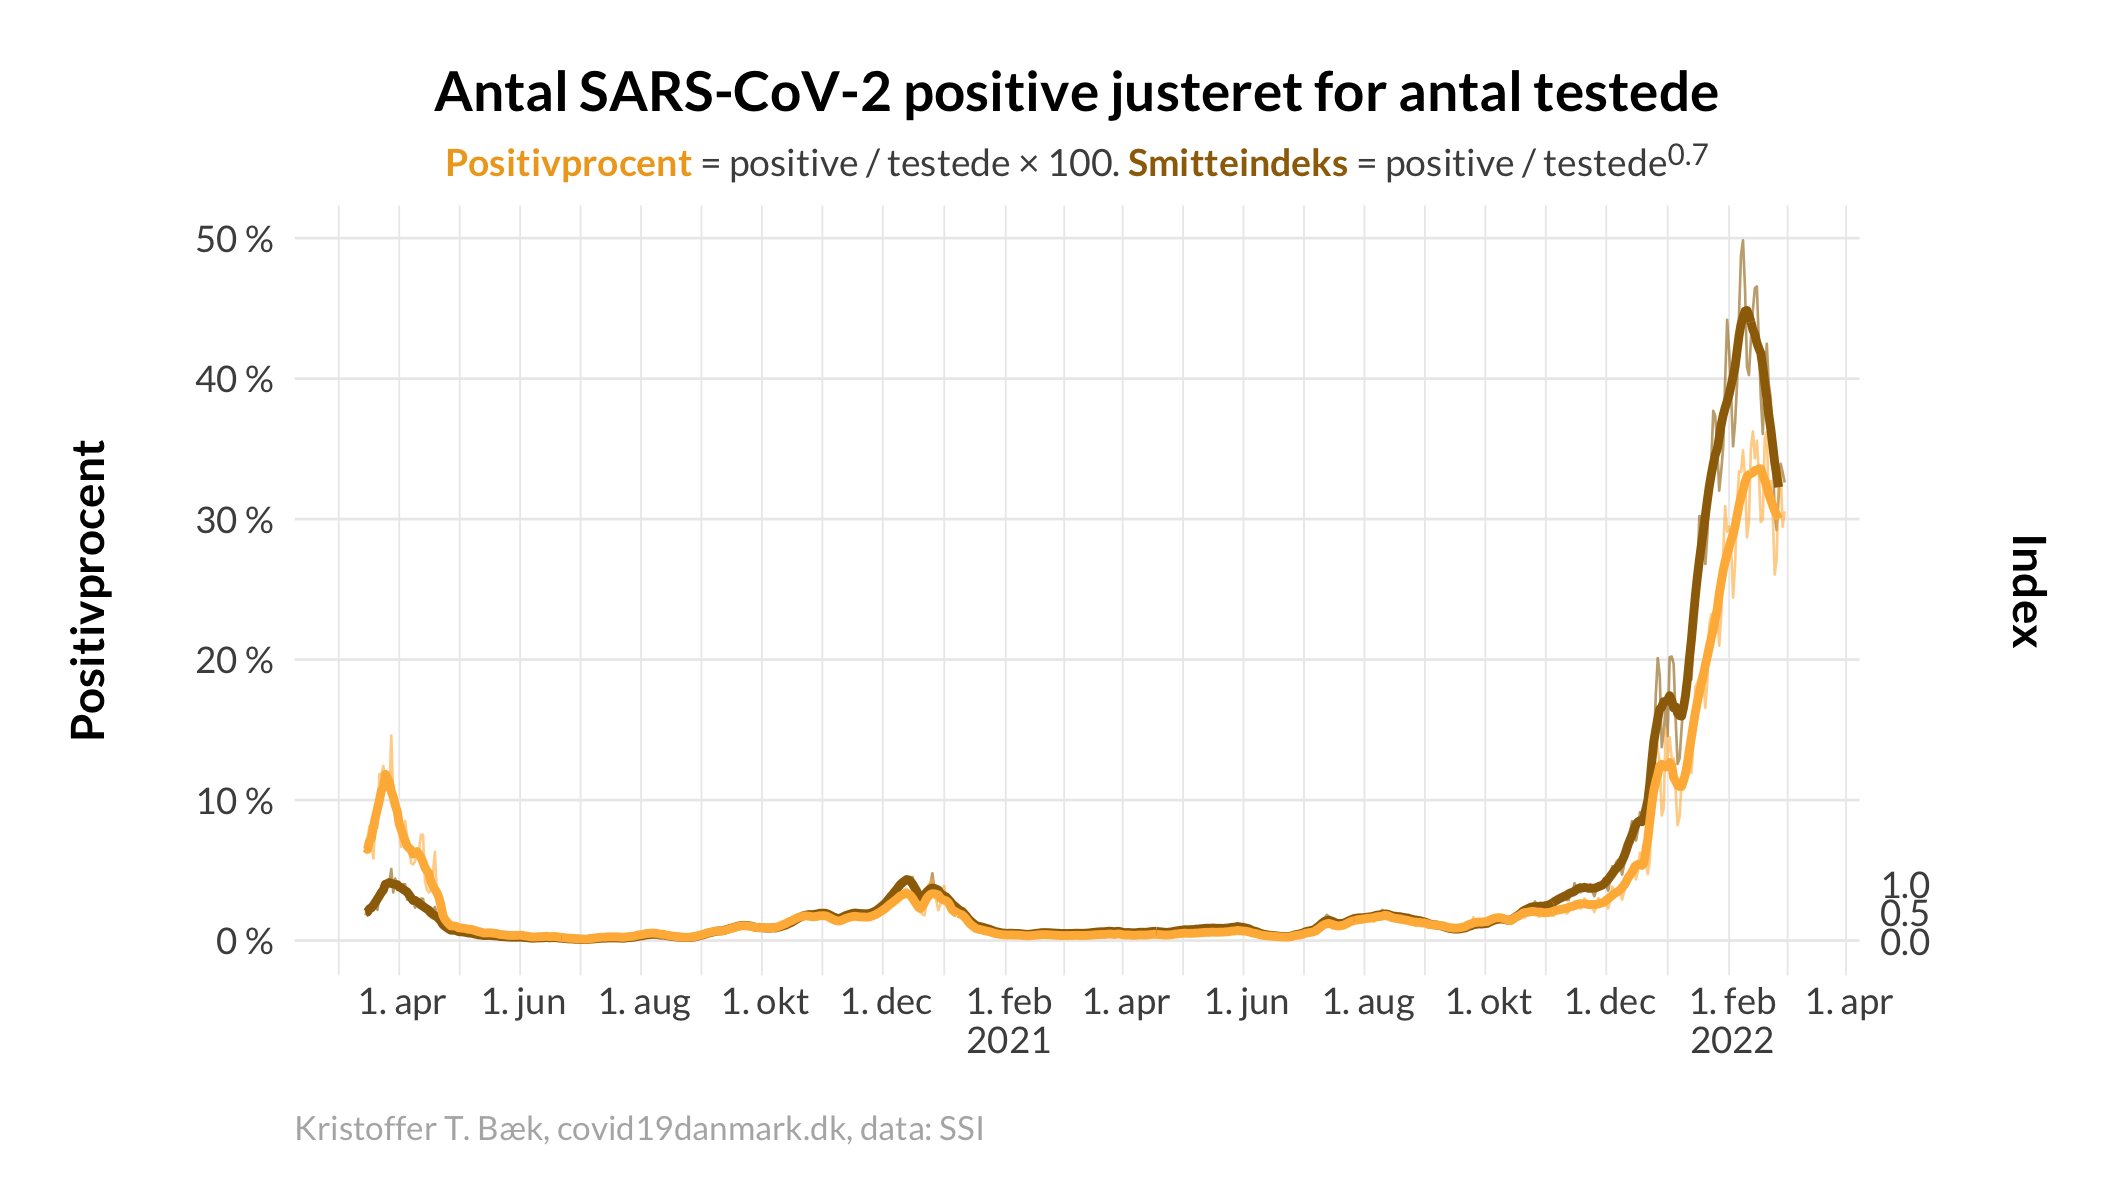 Antal SARS-CoV-2 positive justeret for antal testede
Positivprocent = positive / testede × 100. Smitteindeks = positive / testede^0.7
Positivprocent
50 %
40 %
30 %
20 %
10 %
0 %
1.0
0.5
0.0
Index
1. apr 1. jun 1. aug 1. okt 1. dec 1. feb 1. apr 1. jun 1. aug 1. okt 1. dec 1. feb 1. apr
2021 2022
Kristoffer T. Bæk, covid19danmark.dk, data: SSI